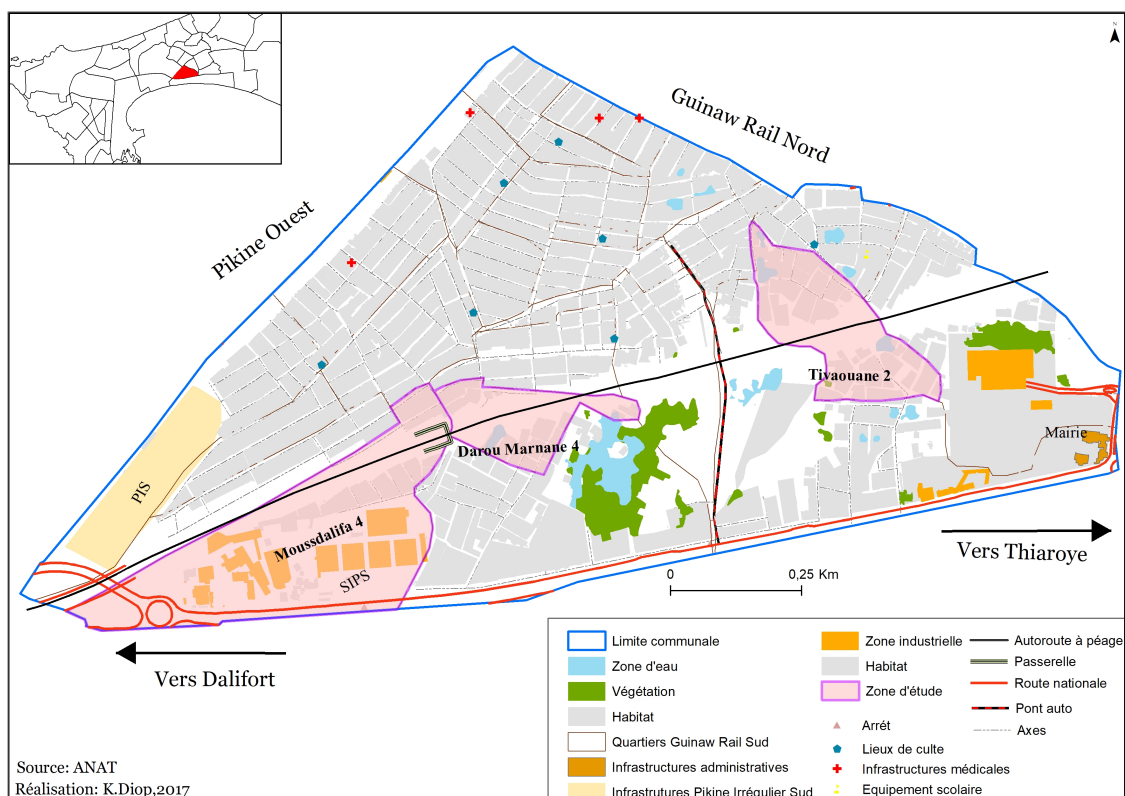 N
Guinaw Rail Nord
Pikine Ouest
Tivaouane 2
Mairie
Darou Marnane 4
PIS
Moussdalifa 4
SIPS
Vers Thiaroye
0
0,25 Km
Vers Dalifort
Limite communale
Zone d'eau
Végétation
Habitat
Quartiers Guinaw Rail Sud
Infrastructures administratives
Infrastrutures Pikine Irrégulier Sud
Zone industrielle
Habitat
Zone d'étude
Arrét
Lieux de culte
Infrastructures médicales
Equipement scolaire
Autoroute à péage
Passerelle
Route nationale
Pont auto
Axes
Source: ANAT
Réalisation: K.Diop,2017